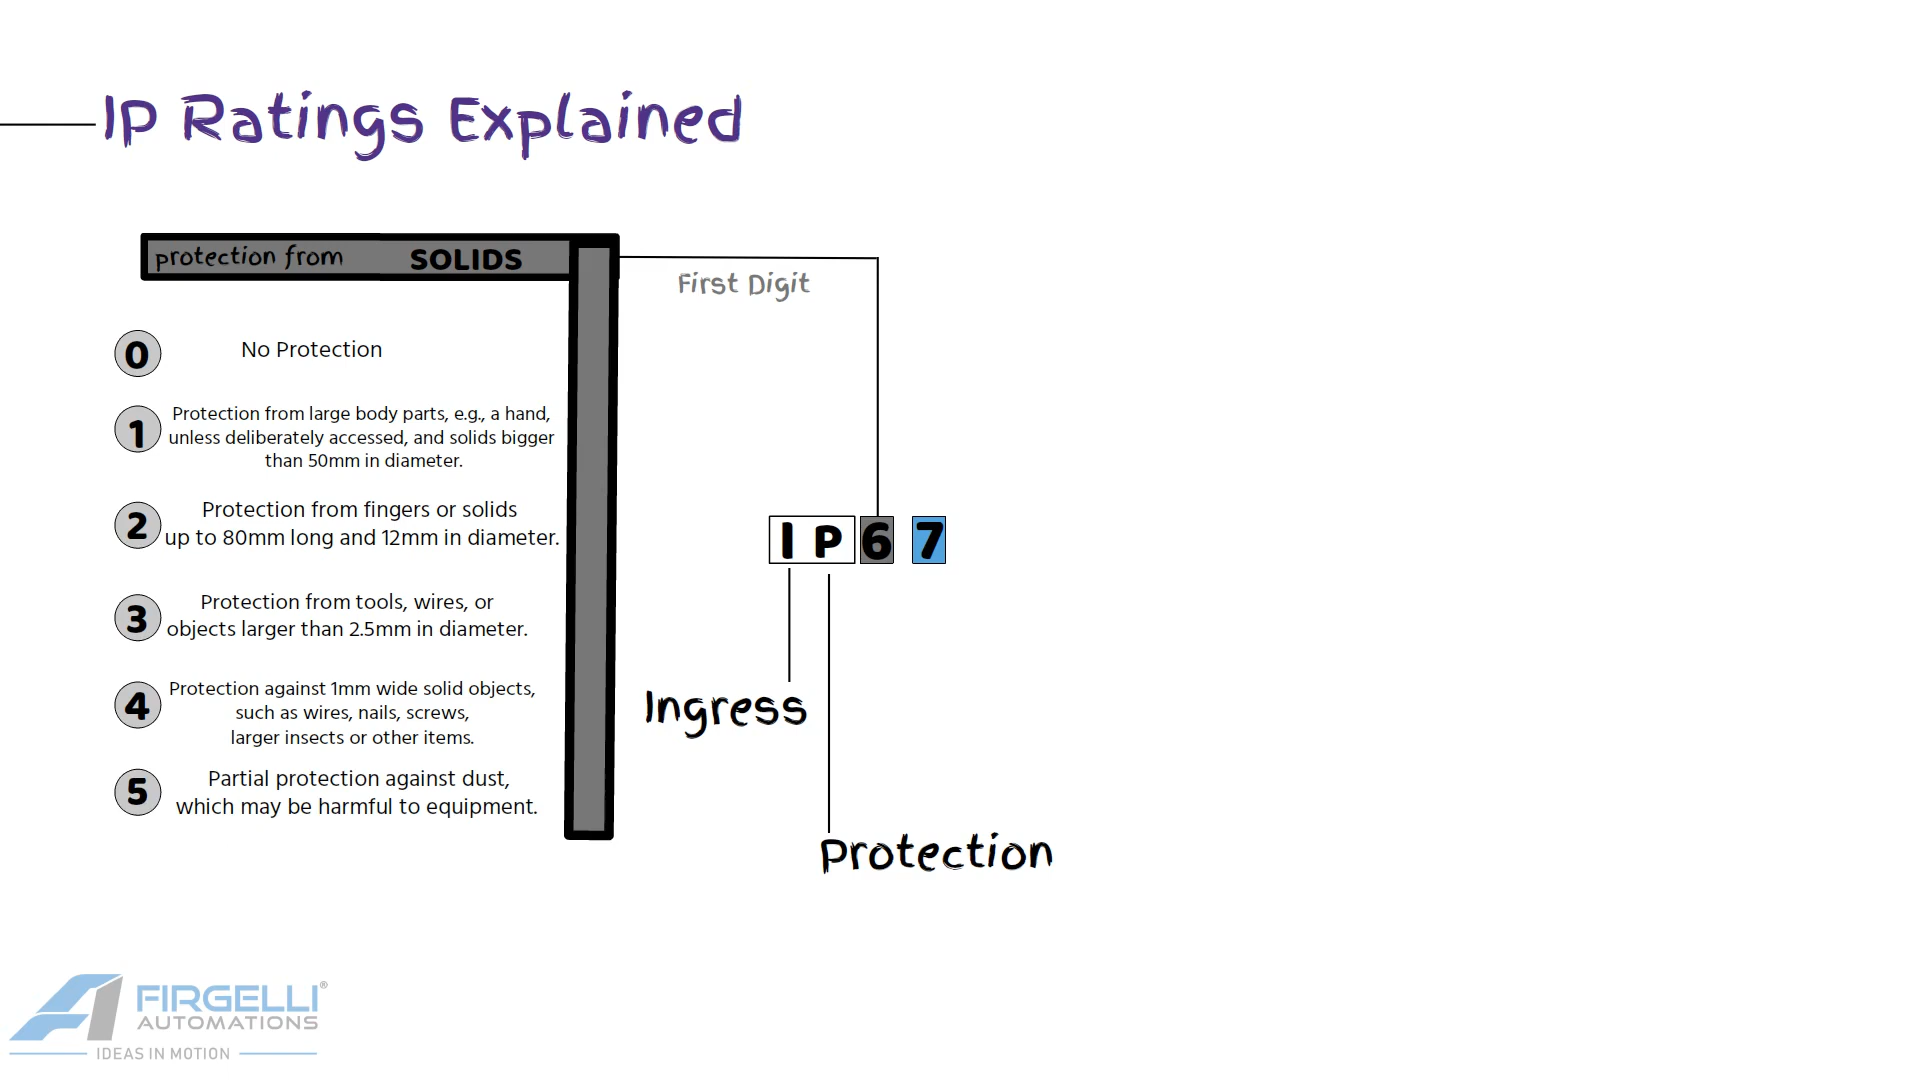 IP Ratings Explained
protection from SOLIDS
First Digit
0 No Protection
1 Protection from large body parts, e.g., a hand,
unless deliberately accessed, and solids bigger
than 50mm in diameter.
2 Protection from fingers or solids
up to 80mm long and 12mm in diameter.
3 Protection from tools, wires, or
objects larger than 2.5mm in diameter.
4 Protection against 1mm wide solid objects,
such as wires, nails, screws,
larger insects or other items.
5 Partial protection against dust,
which may be harmful to equipment.
IP67
Ingress
Protection
FIRGELLI®
AUTOMATIONS
IDEAS IN MOTION